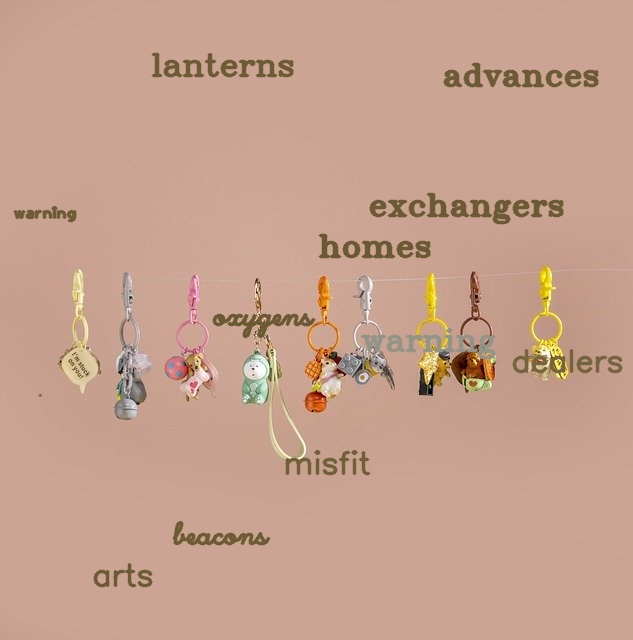 lanterns
advances
warning
exchangers
homes
oxygens
warning
dealers
I'm stuck
on you!
misfit
beacons
arts